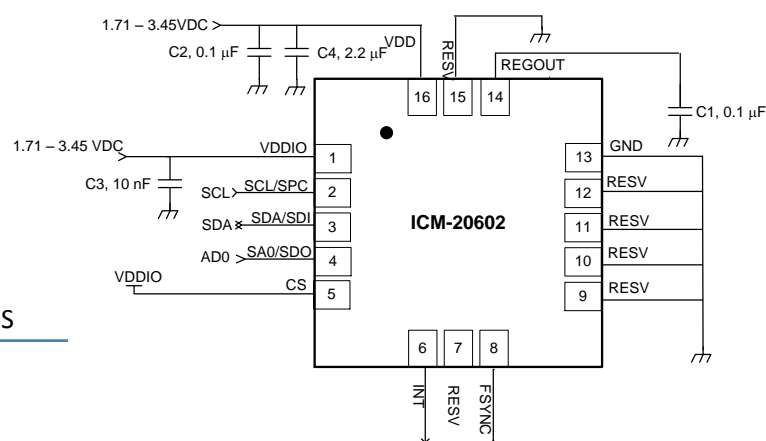 1.71 – 3.45VDC
C2, 0.1 µF
C4, 2.2 µF
VDD
RESV
REGOUT
C1, 0.1 µF
16
15
14
1.71 – 3.45 VDC
VDDIO
1
C3, 10 nF
SCL
SCL/SPC
2
SDA
SDA/SDI
3
AD0
SA0/SDO
4
VDDIO
CS
5
ICM-20602
GND
13
RESV
12
RESV
11
RESV
10
RESV
9
S
6
7
8
INT
RESV
FSYNC